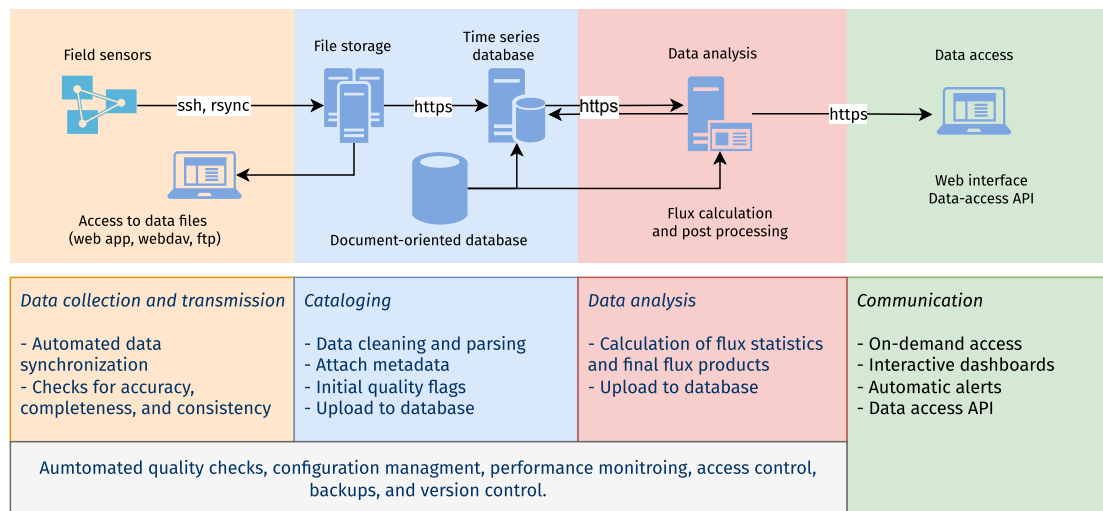 Field sensors
File storage
Time series
database
Data analysis
Data access
ssh, rsync
https
https
https
Access to data files
(web app, webdav, ftp)
Document-oriented database
Flux calculation
and post processing
Web interface
Data-access API
Data collection and transmission
- Automated data
synchronization
- Checks for accuracy,
completeness, and consistency
Cataloging
- Data cleaning and parsing
- Attach metadata
- Initial quality flags
- Upload to database
Data analysis
- Calculation of flux statistics
and final flux products
- Upload to database
Communication
- On-demand access
- Interactive dashboards
- Automatic alerts
- Data access API
Aumtomated quality checks, configuration managment, performance monitroing, access control,
backups, and version control.